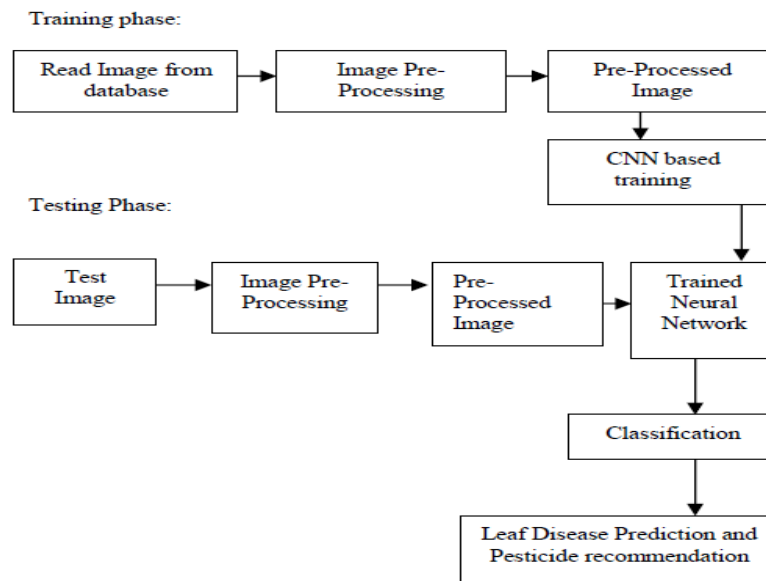 Training phase:
Read Image from
database
Image Pre-
Processing
Pre-Processed
Image
CNN based
training
Testing Phase:
Test
Image
Image Pre-
Processing
Pre-
Processed
Image
Trained
Neural
Network
Classification
Leaf Disease Prediction and
Pesticide recommendation